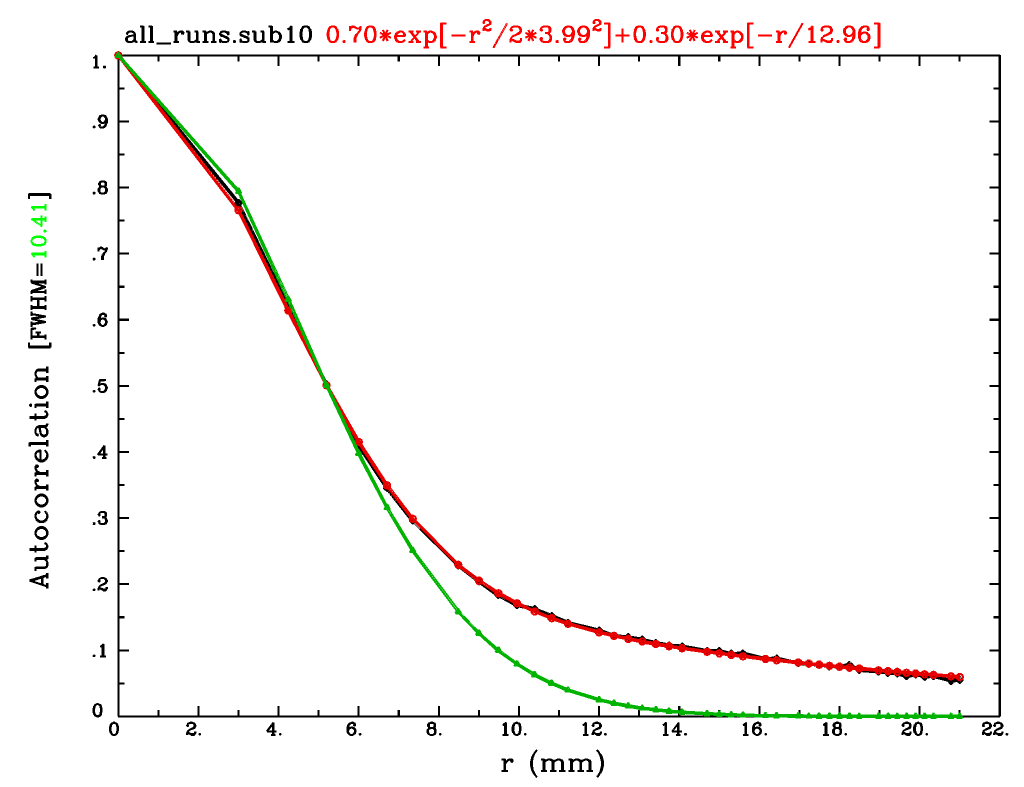 all_runs.sub10 0.70*exp[-r²/2*3.99²]+0.30*exp[-r/12.96]
1.
.9
.8
.7
.6
.5
.4
.3
.2
.1
0
Autocorrelation [FWHM=10.41]
0 2. 4. 6. 8. 10. 12. 14. 16. 18. 20. 22.
r (mm)